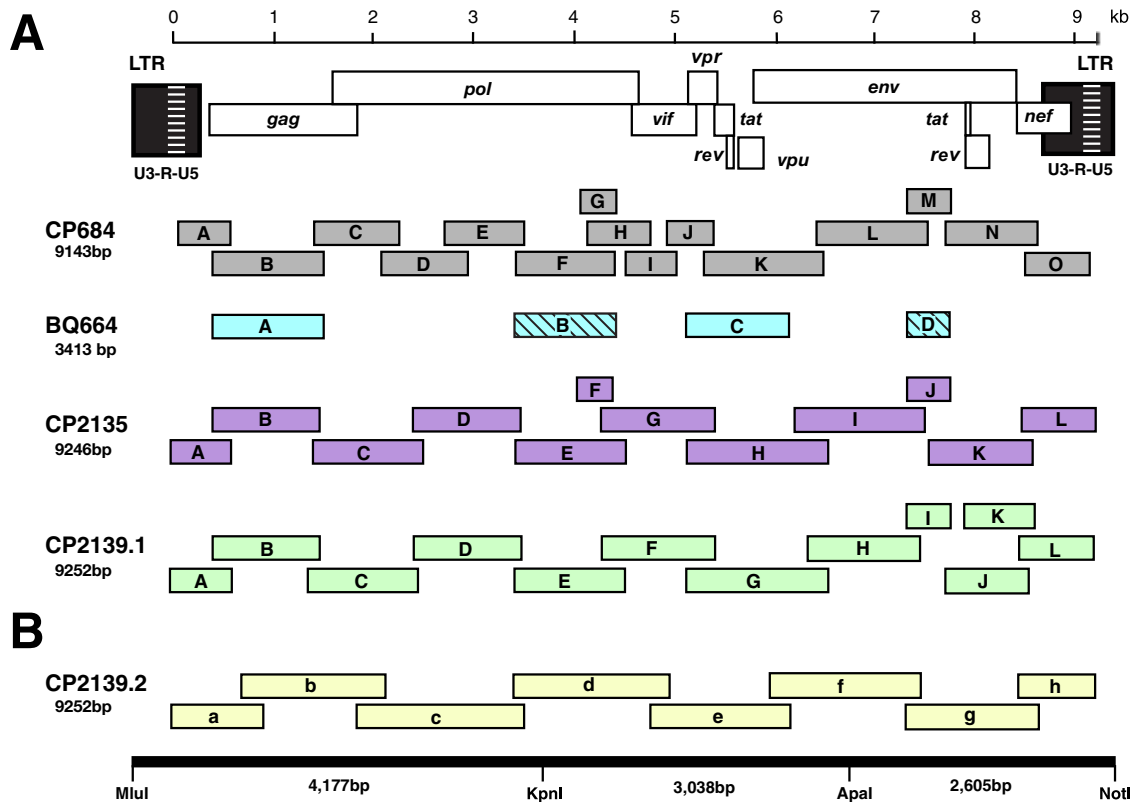 A
0 1 2 3 4 5 6 7 8 9 kb
LTR vpr LTR
pol env
gag vif tat tat nef
rev vpu rev
U3-R-U5 U3-R-U5
G M
CP684 A C E H J L N
9143bp
B D F I K O
BQ664 A B C D
3413 bp
F J
CP2135 B D G I L
9246bp A C E H K
I K
CP2139.1 B D F H L
9252bp A C E G J
B
CP2139.2 b d f h
9252bp a c e g
4,177bp 3,038bp 2,605bp
MluI KpnI ApaI NotI